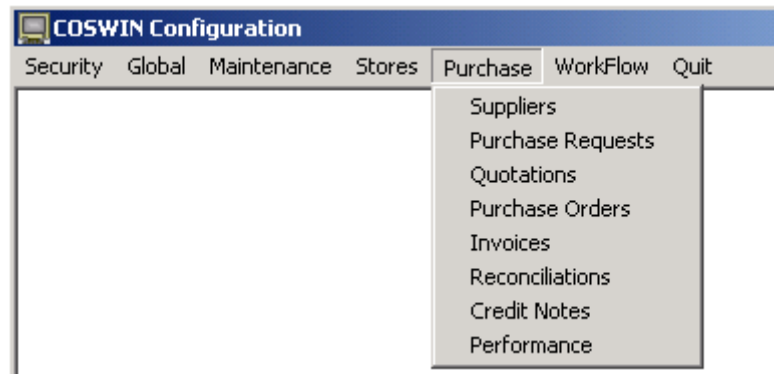 COSWIN Configuration
Security Global Maintenance Stores Purchase WorkFlow Quit
Suppliers
Purchase Requests
Quotations
Purchase Orders
Invoices
Reconciliations
Credit Notes
Performance